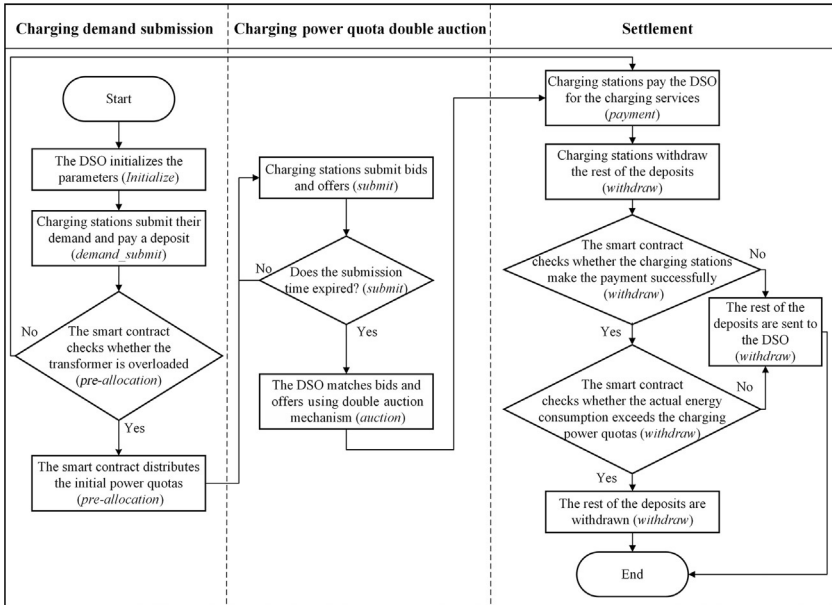 Charging demand submission
Charging power quota double auction
Settlement
Start
The DSO initializes the
parameters (Initialize)
Charging stations submit their
demand and pay a deposit
(demand_submit)
No
The smart contract
checks whether the
transformer is overloaded
(pre-allocation)
Yes
The smart contract distributes
the initial power quotas
(pre-allocation)
Charging stations submit bids
and offers (submit)
No
Does the submission
time expired? (submit)
Yes
The DSO matches bids and
offers using double auction
mechanism (auction)
Charging stations pay the DSO
for the charging services
(payment)
Charging stations withdraw
the rest of the deposits
(withdraw)
The smart contract
checks whether the charging stations
make the payment successfully
(withdraw)
No
Yes
The rest of the
deposits are sent to
the DSO
(withdraw)
The smart contract
checks whether the actual energy
consumption exceeds the charging
power quotas (withdraw)
No
Yes
The rest of the deposits are
withdrawn (withdraw)
End